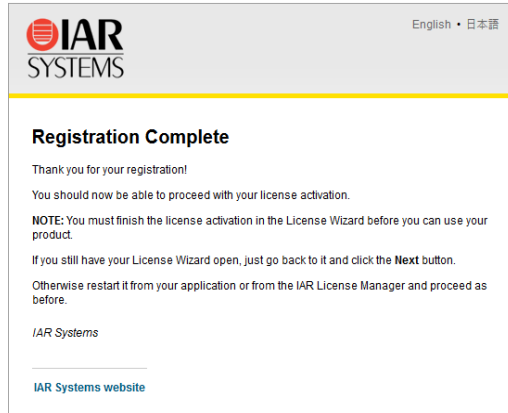 IAR
SYSTEMS
English • 日本語
Registration Complete
Thank you for your registration!
You should now be able to proceed with your license activation.
NOTE: You must finish the license activation in the License Wizard before you can use your
product.
If you still have your License Wizard open, just go back to it and click the Next button.
Otherwise restart it from your application or from the IAR License Manager and proceed as
before.
IAR Systems
IAR Systems website